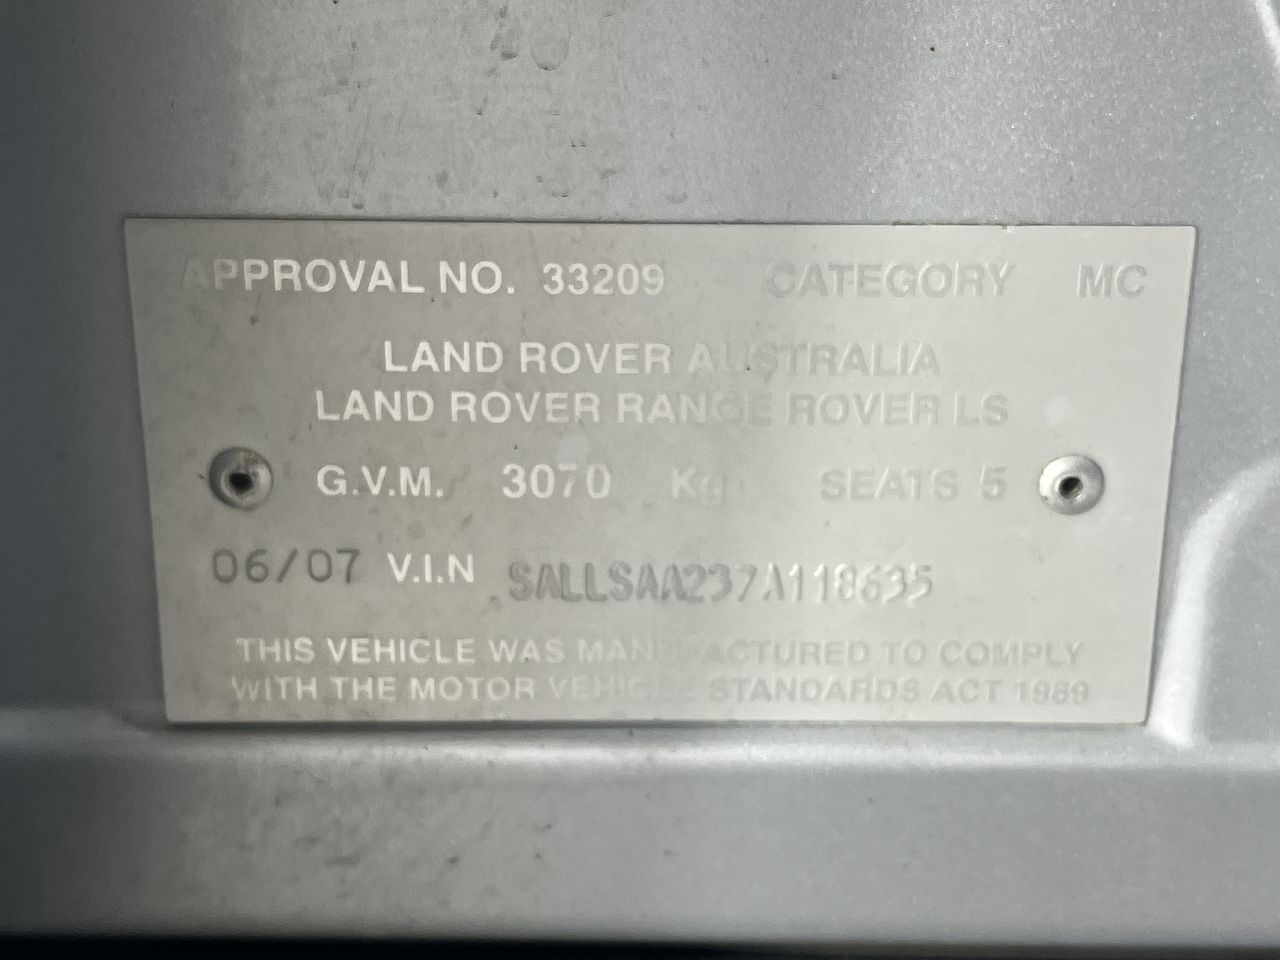 APPROVAL NO. 33209 CATEGORY MC
LAND ROVER AUSTRALIA
LAND ROVER RANGE ROVER LS
G.V.M. 3070 Kg SEATS 5
06/07 V.I.N SALLSAA237A118635
THIS VEHICLE WAS MANUFACTURED TO COMPLY
WITH THE MOTOR VEHICLE STANDARDS ACT 1989